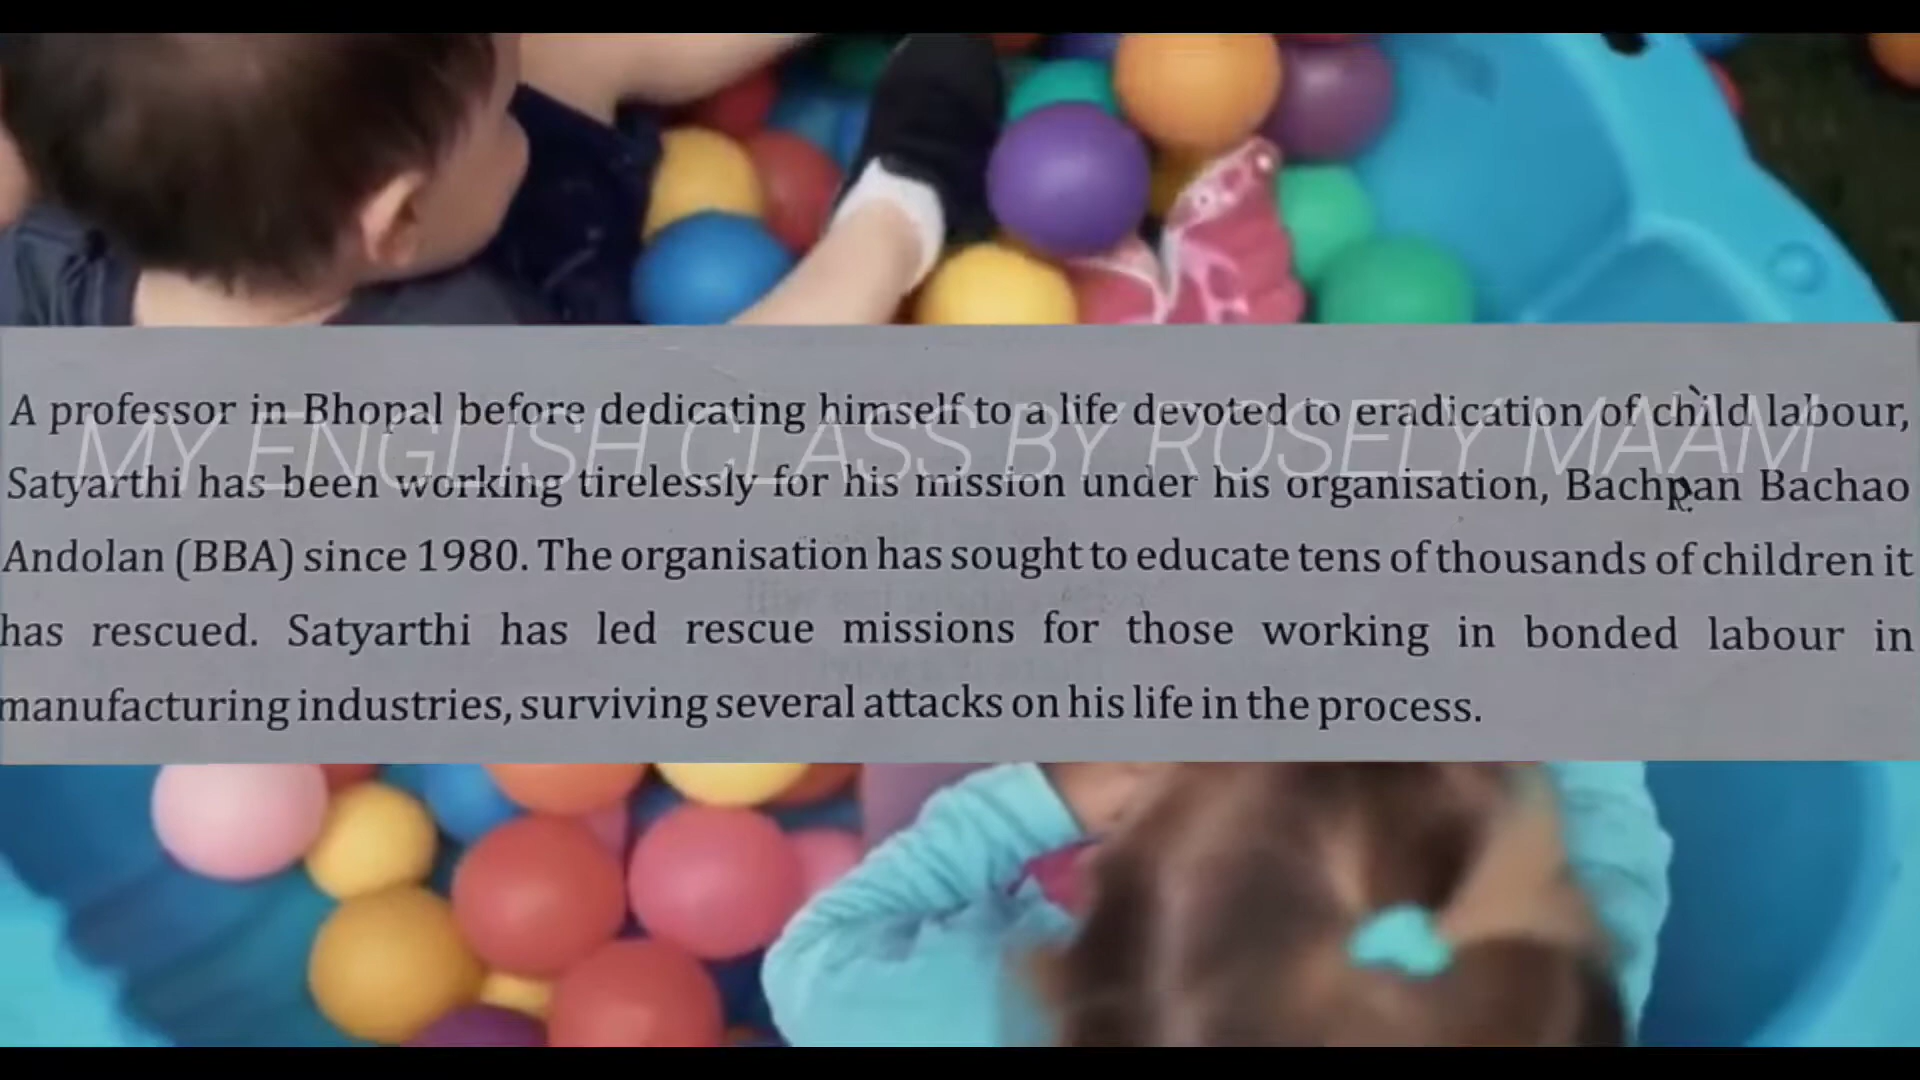 A professor in Bhopal before dedicating himself to a life devoted to eradication of child labour,
MY ENGLISH CLASS BY ROSELY MAAM
Satyarthi has been working tirelessly for his mission under his organisation, Bachpan Bachao
Andolan (BBA) since 1980. The organisation has sought to educate tens of thousands of children it
has rescued. Satyarthi has led rescue missions for those working in bonded labour in
manufacturing industries, surviving several attacks on his life in the process.